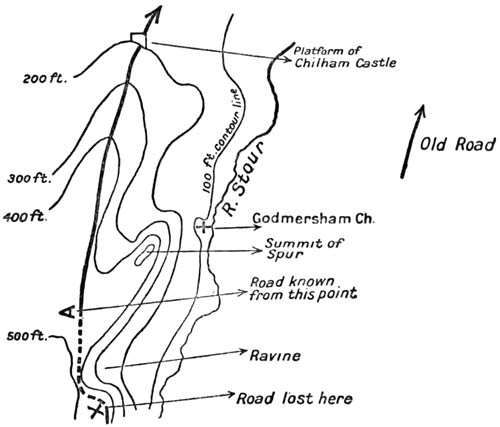 Platform of
Chilham Castle
200 ft.
100 ft. contour line
R. Stour
Old Road
300 ft.
400 ft.
Godmersham Ch.
Summit of
Spur
Road known
from this point
A
500 ft.
Ravine
X
Road lost here